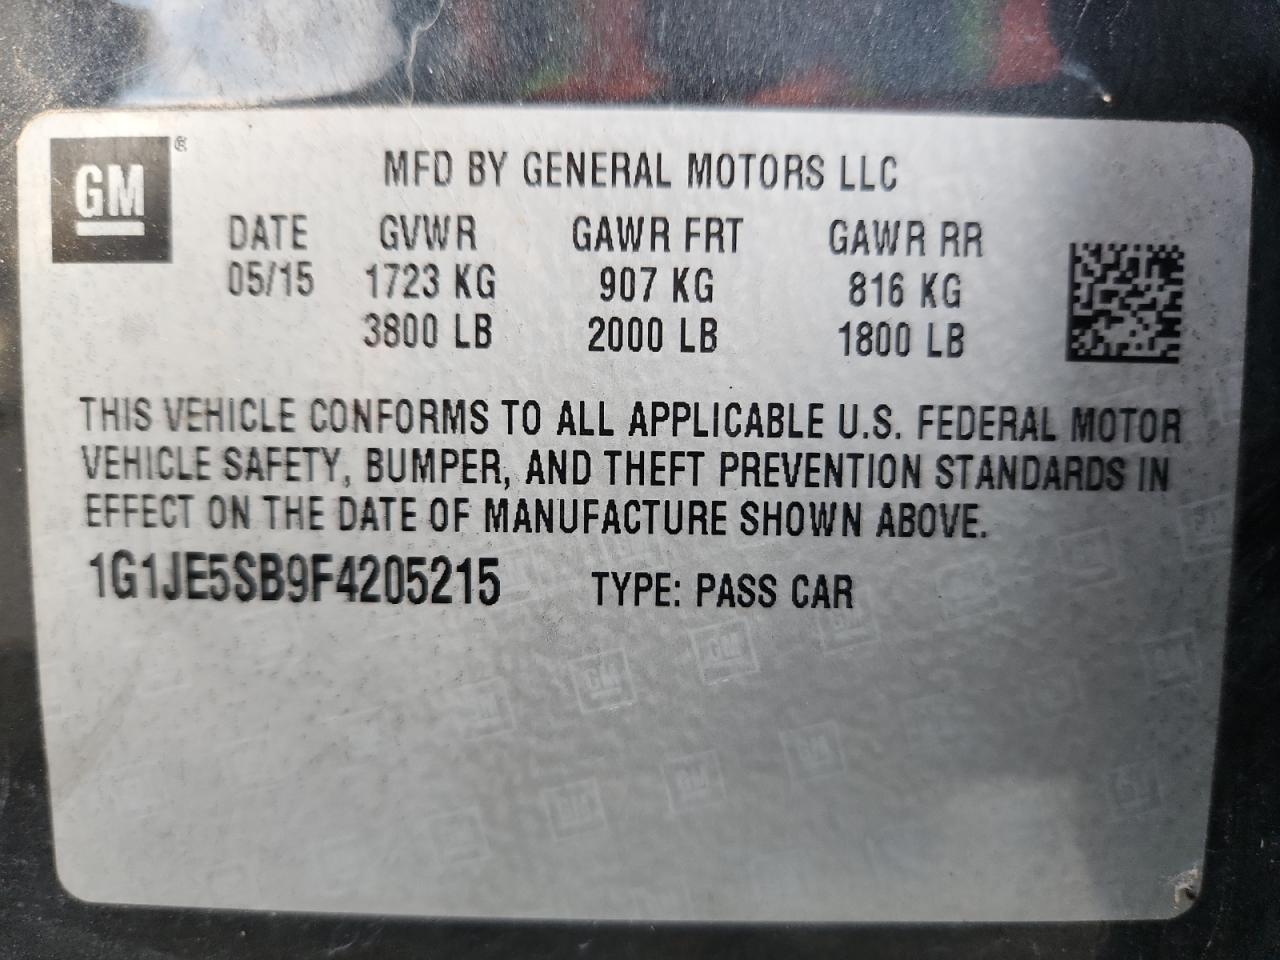 GM ®
MFD BY GENERAL MOTORS LLC
DATE GVWR GAWR FRT GAWR RR
05/15 1723 KG 907 KG 816 KG
3800 LB 2000 LB 1800 LB
THIS VEHICLE CONFORMS TO ALL APPLICABLE U.S. FEDERAL MOTOR
VEHICLE SAFETY, BUMPER, AND THEFT PREVENTION STANDARDS IN
EFFECT ON THE DATE OF MANUFACTURE SHOWN ABOVE.
1G1JE5SB9F4205215 TYPE: PASS CAR